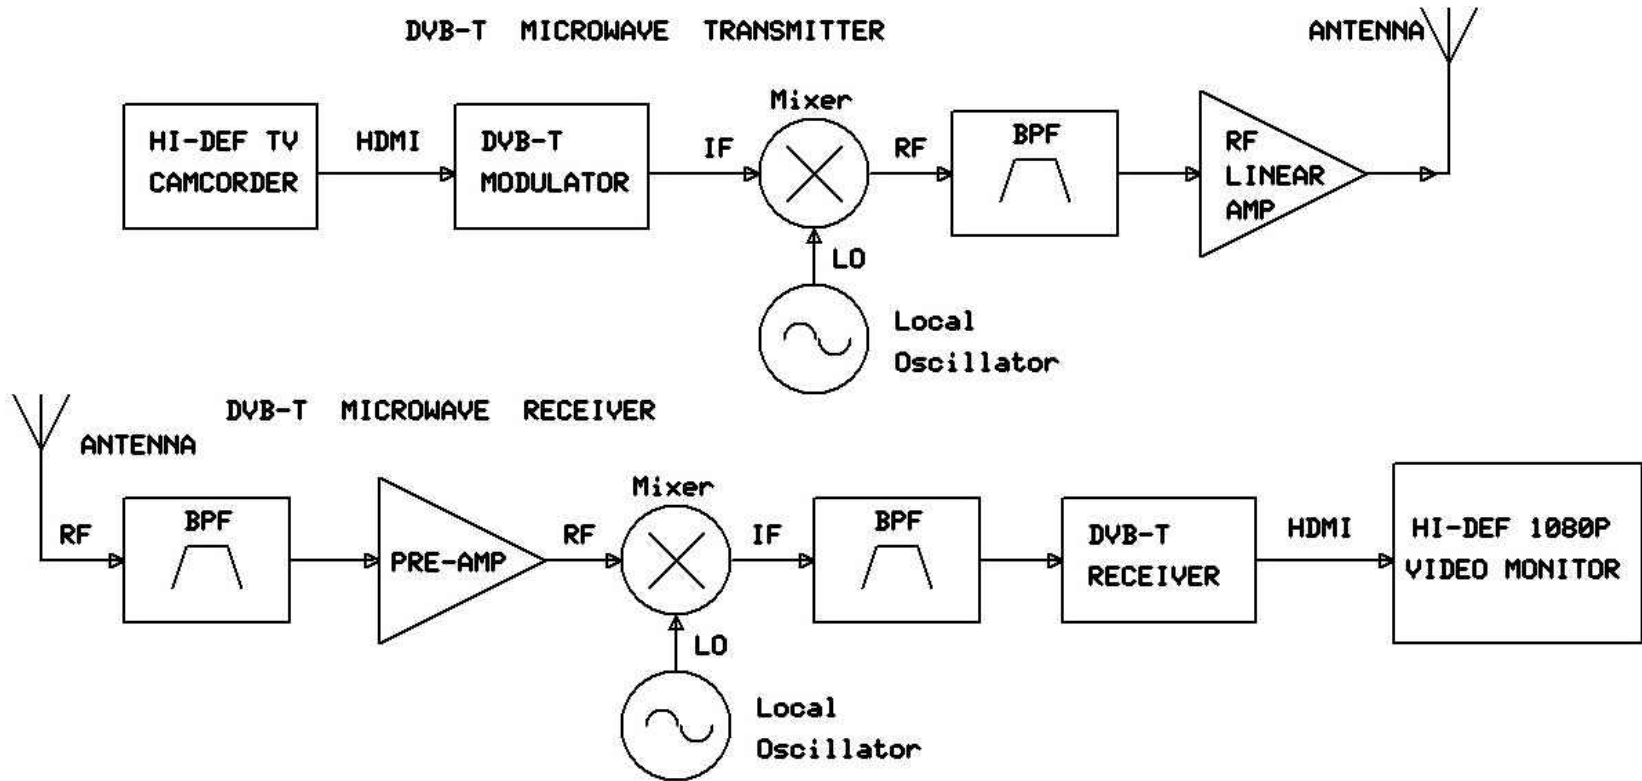 DVB-T MICROWAVE TRANSMITTER
ANTENNA
HI-DEF TV
CAMCORDER
HDMI
DVB-T
MODULATOR
IF
Mixer
RF
BPF
RF
LINEAR
AMP
LO
Local
Oscillator
DVB-T MICROWAVE RECEIVER
ANTENNA
RF
BPF
PRE-AMP
RF
Mixer
IF
BPF
DVB-T
RECEIVER
HDMI
HI-DEF 1080P
VIDEO MONITOR
LO
Local
Oscillator